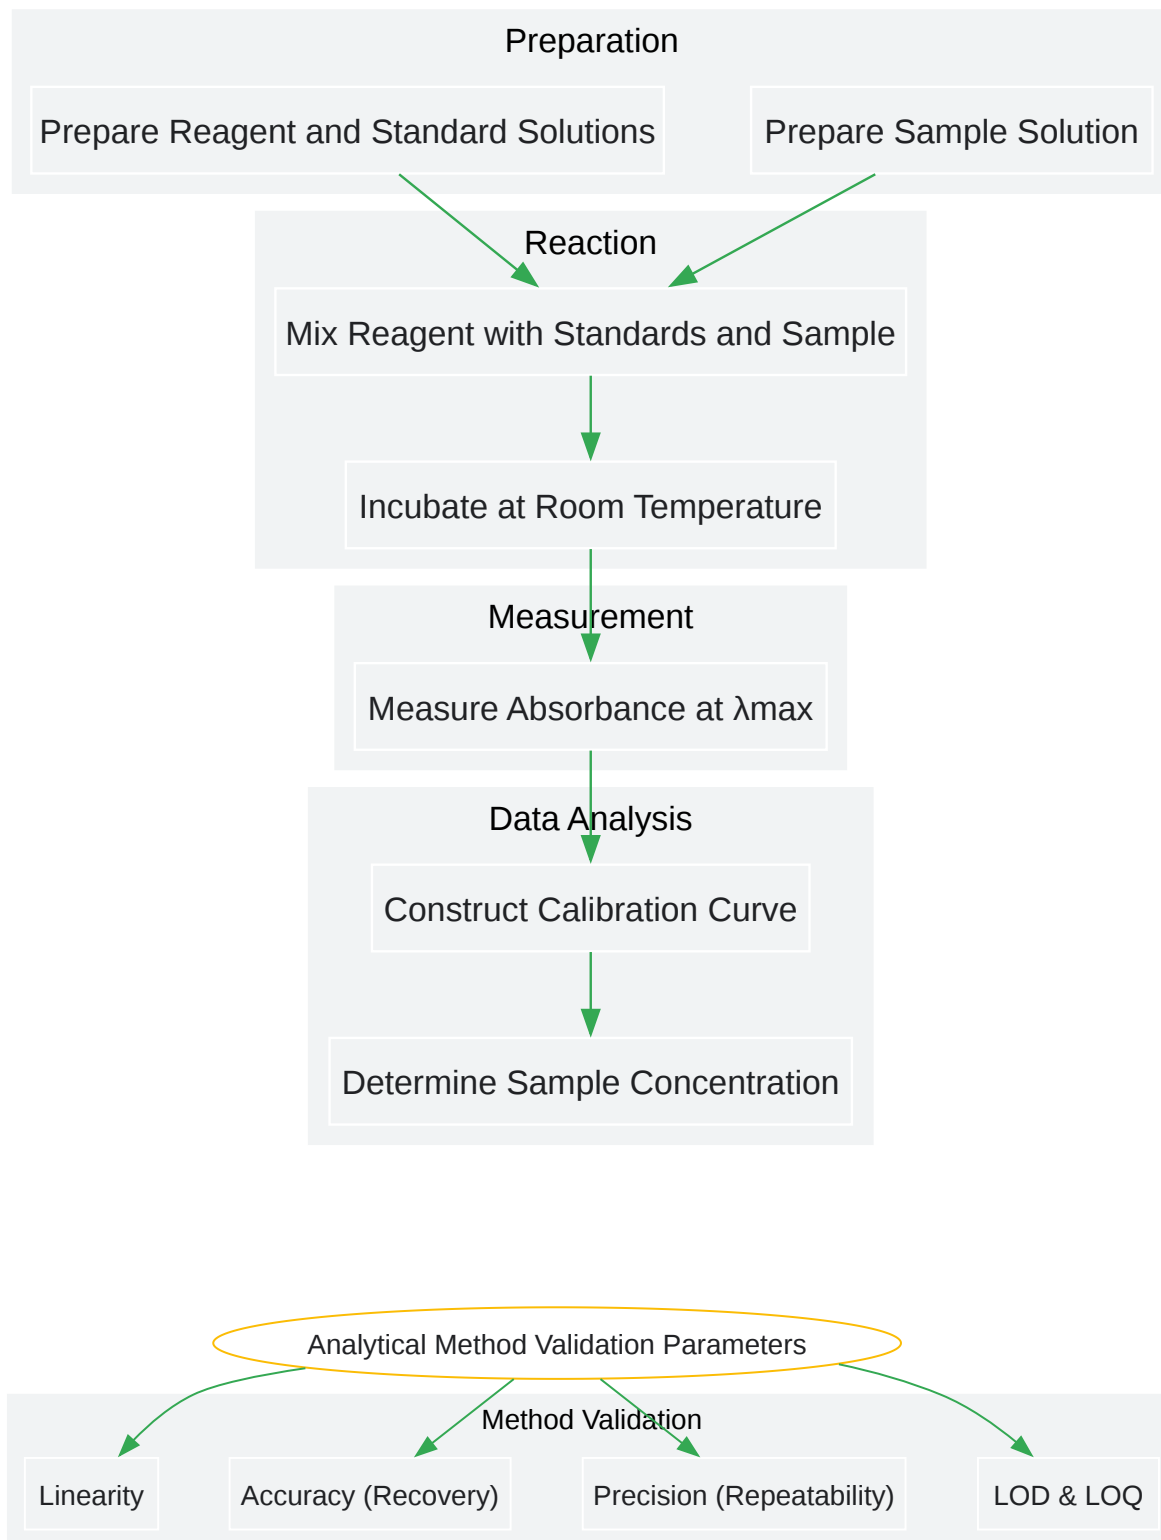 Preparation
Prepare Reagent and Standard Solutions
Prepare Sample Solution
Reaction
Mix Reagent with Standards and Sample
Incubate at Room Temperature
Measurement
Measure Absorbance at λmax
Data Analysis
Construct Calibration Curve
Determine Sample Concentration
Analytical Method Validation Parameters
Method Validation
Linearity
Accuracy (Recovery)
Precision (Repeatability)
LOD & LOQ